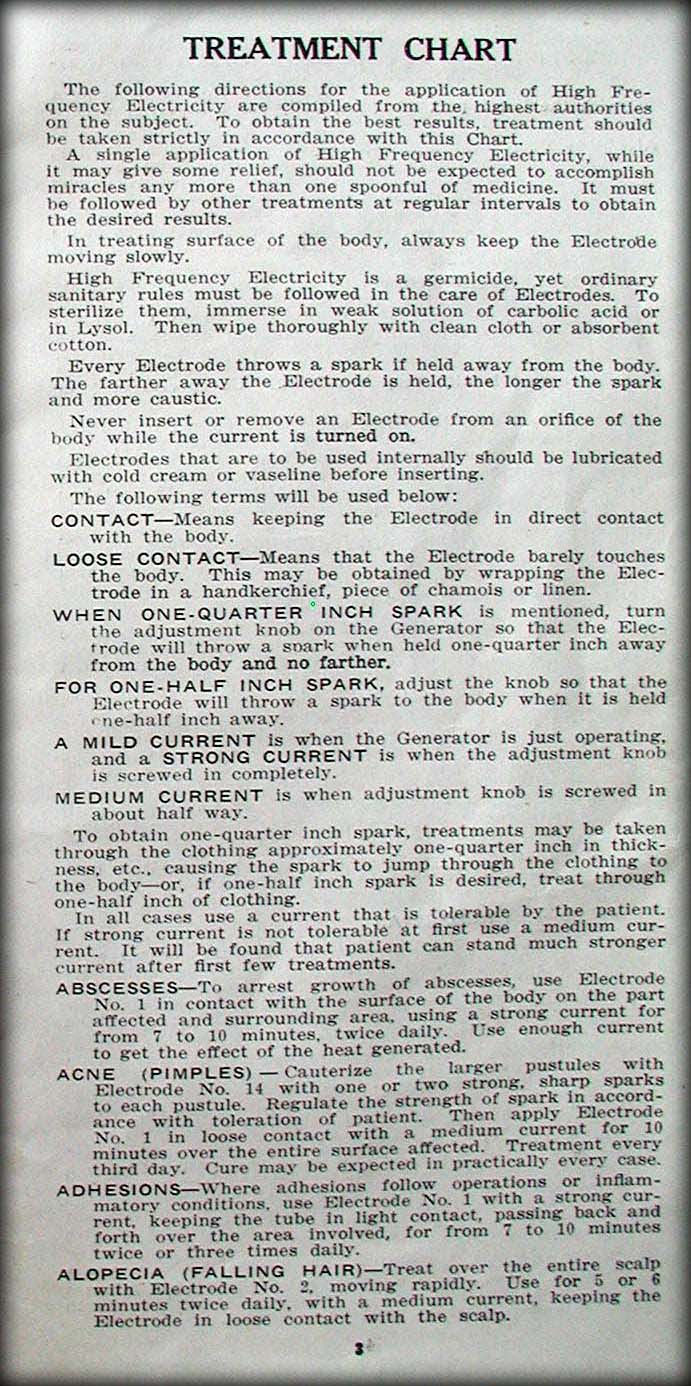 TREATMENT CHART
The following directions for the application of High Fre-
quency Electricity are compiled from the highest authorities
on the subject. To obtain the best results, treatment should
be taken strictly in accordance with this Chart.
A single application of High Frequency Electricity, while
it may give some relief, should not be expected to accomplish
miracles any more than one spoonful of medicine. It must
be followed by other treatments at regular intervals to obtain
the desired results.
In treating surface of the body, always keep the Electrode
moving slowly.
High Frequency Electricity is a germicide, yet ordinary
sanitary rules must be followed in the care of Electrodes. To
sterilize them, immerse in weak solution of carbolic acid or
in Lysol. Then wipe thoroughly with clean cloth or absorbent
cotton.
Every Electrode throws a spark if held away from the body.
The farther away the Electrode is held, the longer the spark
and more caustic.
Never insert or remove an Electrode from an orifice of the
body while the current is turned on.
Electrodes that are to be used internally should be lubricated
with cold cream or vaseline before inserting.
The following terms will be used below:
CONTACT—Means keeping the Electrode in direct contact
with the body.
LOOSE CONTACT—Means that the Electrode barely touches
the body. This may be obtained by wrapping the Elec-
trode in a handkerchief, piece of chamois or linen.
WHEN ONE-QUARTER INCH SPARK is mentioned, turn
the adjustment knob on the Generator so that the Elec-
trode will throw a spark when held one-quarter inch away
from the body and no farther.
FOR ONE-HALF INCH SPARK, adjust the knob so that the
Electrode will throw a spark to the body when it is held
one-half inch away.
A MILD CURRENT is when the Generator is just operating,
and a STRONG CURRENT is when the adjustment knob
is screwed in completely.
MEDIUM CURRENT is when adjustment knob is screwed in
about half way.
To obtain one-quarter inch spark, treatments may be taken
through the clothing approximately one-quarter inch in thick-
ness, etc., causing the spark to jump through the clothing to
the body—or, if one-half inch spark is desired, treat through
one-half inch of clothing.
In all cases use a current that is tolerable by the patient.
If strong current is not tolerable at first use a medium cur-
rent. It will be found that patient can stand much stronger
current after first few treatments.
ABSCESSES—To arrest growth of abscesses, use Electrode
No. 1 in contact with the surface of the body on the part
affected and surrounding area, using a strong current for
from 7 to 10 minutes, twice daily. Use enough current
to get the effect of the heat generated.
ACNE (PIMPLES) — Cauterize the larger pustules with
Electrode No. 14 with one or two strong, sharp sparks
to each pustule. Regulate the strength of spark in accord-
ance with toleration of patient. Then apply Electrode
No. 1 in loose contact with a medium current for 10
minutes over the entire surface affected. Treatment every
third day. Cure may be expected in practically every case.
ADHESIONS—Where adhesions follow operations or inflam-
matory conditions, use Electrode No. 1 with a strong cur-
rent, keeping the tube in light contact, passing back and
forth over the area involved, for from 7 to 10 minutes
twice or three times daily.
ALOPECIA (FALLING HAIR)—Treat over the entire scalp
with Electrode No. 2, moving rapidly. Use for 5 or 6
minutes twice daily, with a medium current, keeping the
Electrode in loose contact with the scalp.
3